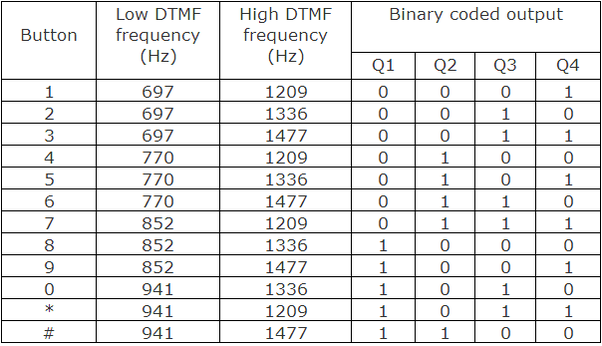 Button Low DTMF frequency (Hz) High DTMF frequency (Hz) Binary coded output
Q1 Q2 Q3 Q4
1 697 1209 0 0 0 1
2 697 1336 0 0 1 0
3 697 1477 0 0 1 1
4 770 1209 0 1 0 0
5 770 1336 0 1 0 1
6 770 1477 0 1 1 0
7 852 1209 0 1 1 1
8 852 1336 1 0 0 0
9 852 1477 1 0 0 1
0 941 1336 1 0 1 0
* 941 1209 1 0 1 1
# 941 1477 1 1 0 0